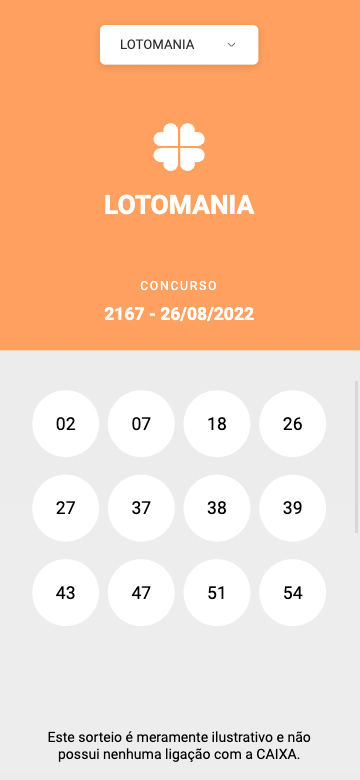 LOTOMANIA
LOTOMANIA
CONCURSO
2167 - 26/08/2022
02 07 18 26
27 37 38 39
43 47 51 54
Este sorteio é meramente ilustrativo e não
possui nenhuma ligação com a CAIXA.